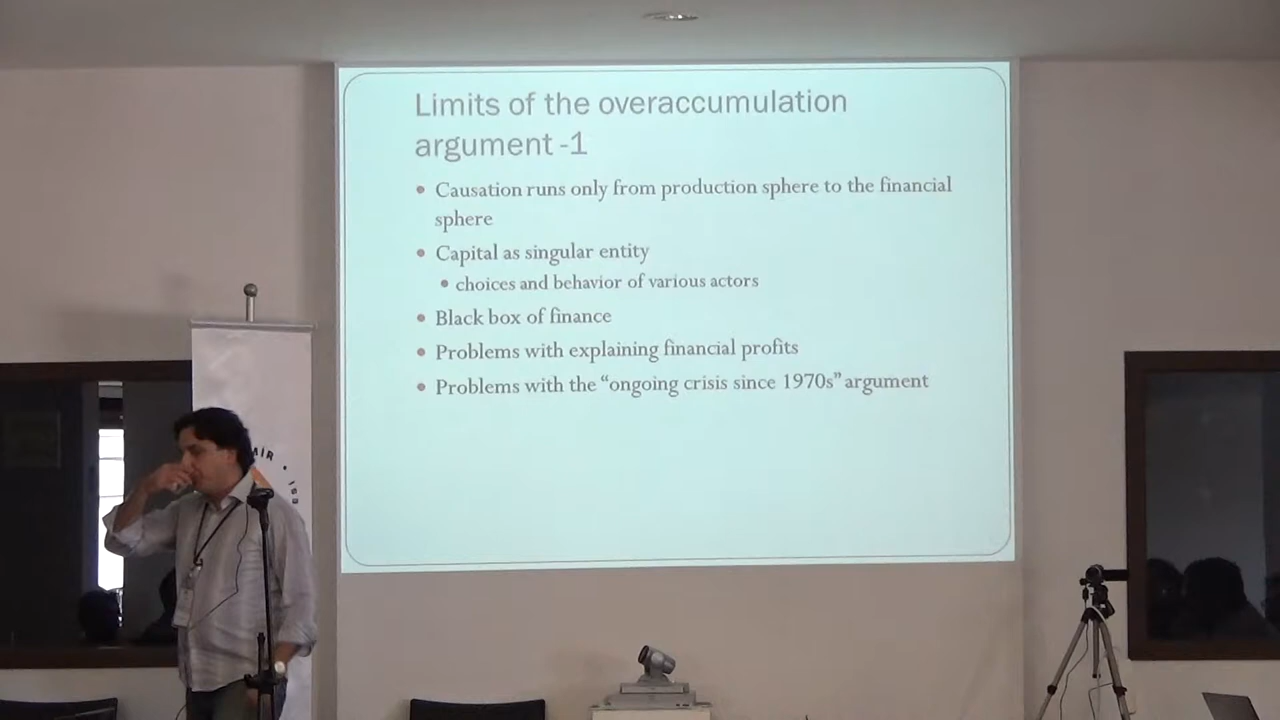 Limits of the overaccumulation
argument -1
• Causation runs only from production sphere to the financial
sphere
• Capital as singular entity
• choices and behavior of various actors
• Black box of finance
• Problems with explaining financial profits
• Problems with the “ongoing crisis since 1970s” argument
MİR •